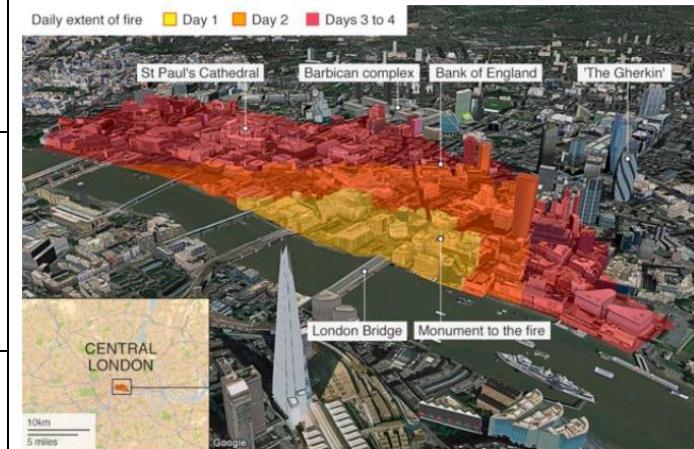 Daily extent of fire Day 1 Day 2 Days 3 to 4
St Paul's Cathedral Barbican complex Bank of England 'The Gherkin'
London Bridge Monument to the fire
CENTRAL
LONDON
10km
5 miles
Google